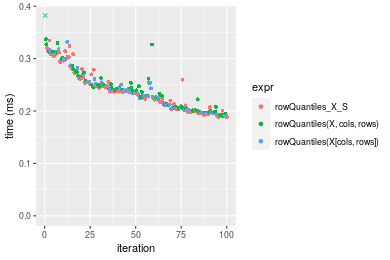 0.4
0.3
0.2
0.1
0.0
time (ms)
0
25
50
75
100
iteration
expr
rowQuantiles_X_S
rowQuantiles(X, cols, rows)
rowQuantiles(X[cols, rows])